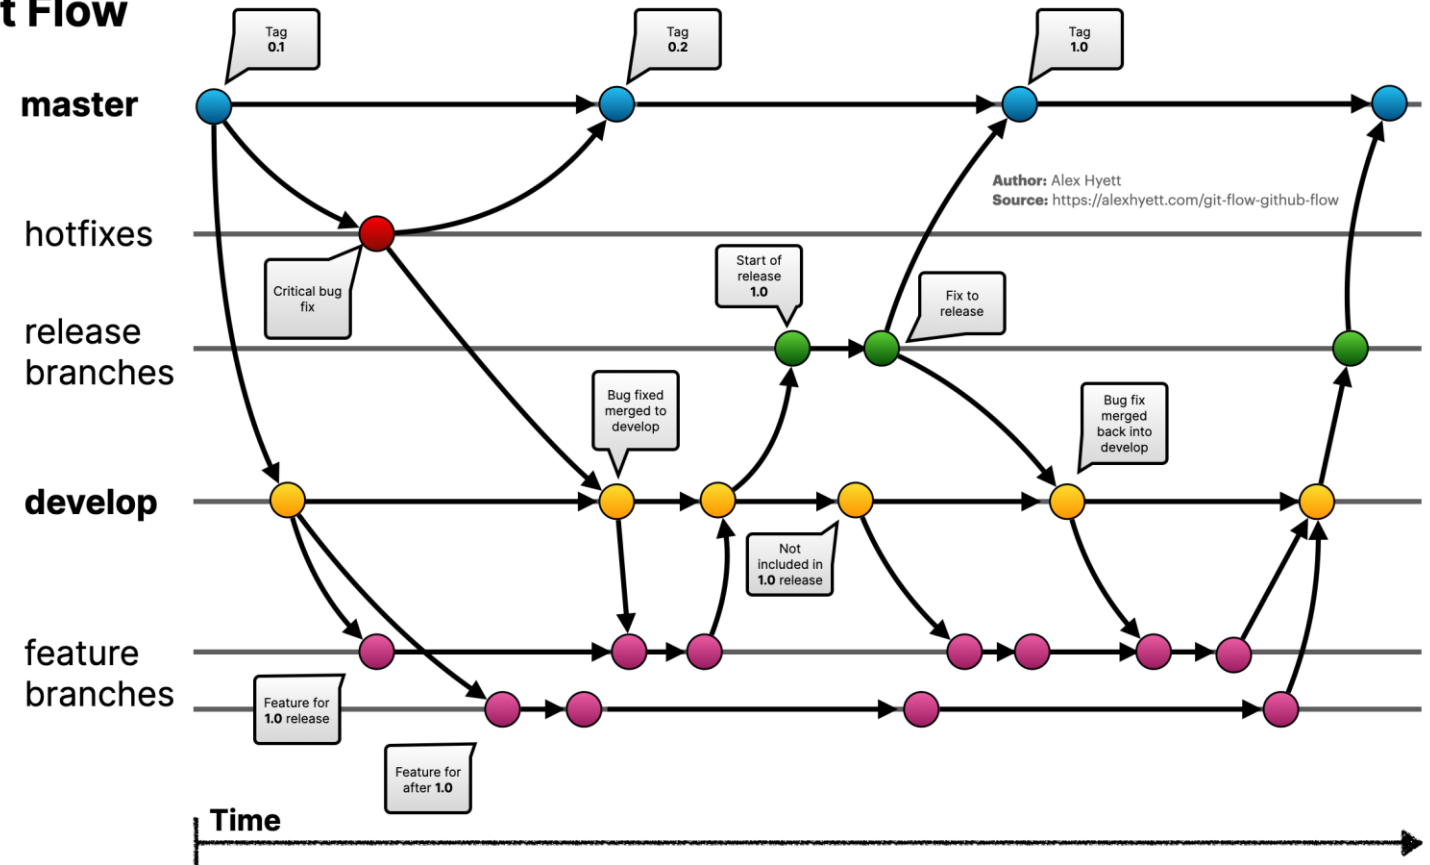 t Flow
Tag
0.1
Tag
0.2
Tag
1.0
master
Author: Alex Hyett
Source: https://alexhyett.com/git-flow-github-flow
hotfixes
Critical bug
fix
Start of
release
1.0
Fix to
release
release
branches
Bug fixed
merged to
develop
Bug fix
merged
back into
develop
develop
Not
included in
1.0 release
feature
branches
Feature for
1.0 release
Feature for
after 1.0
Time